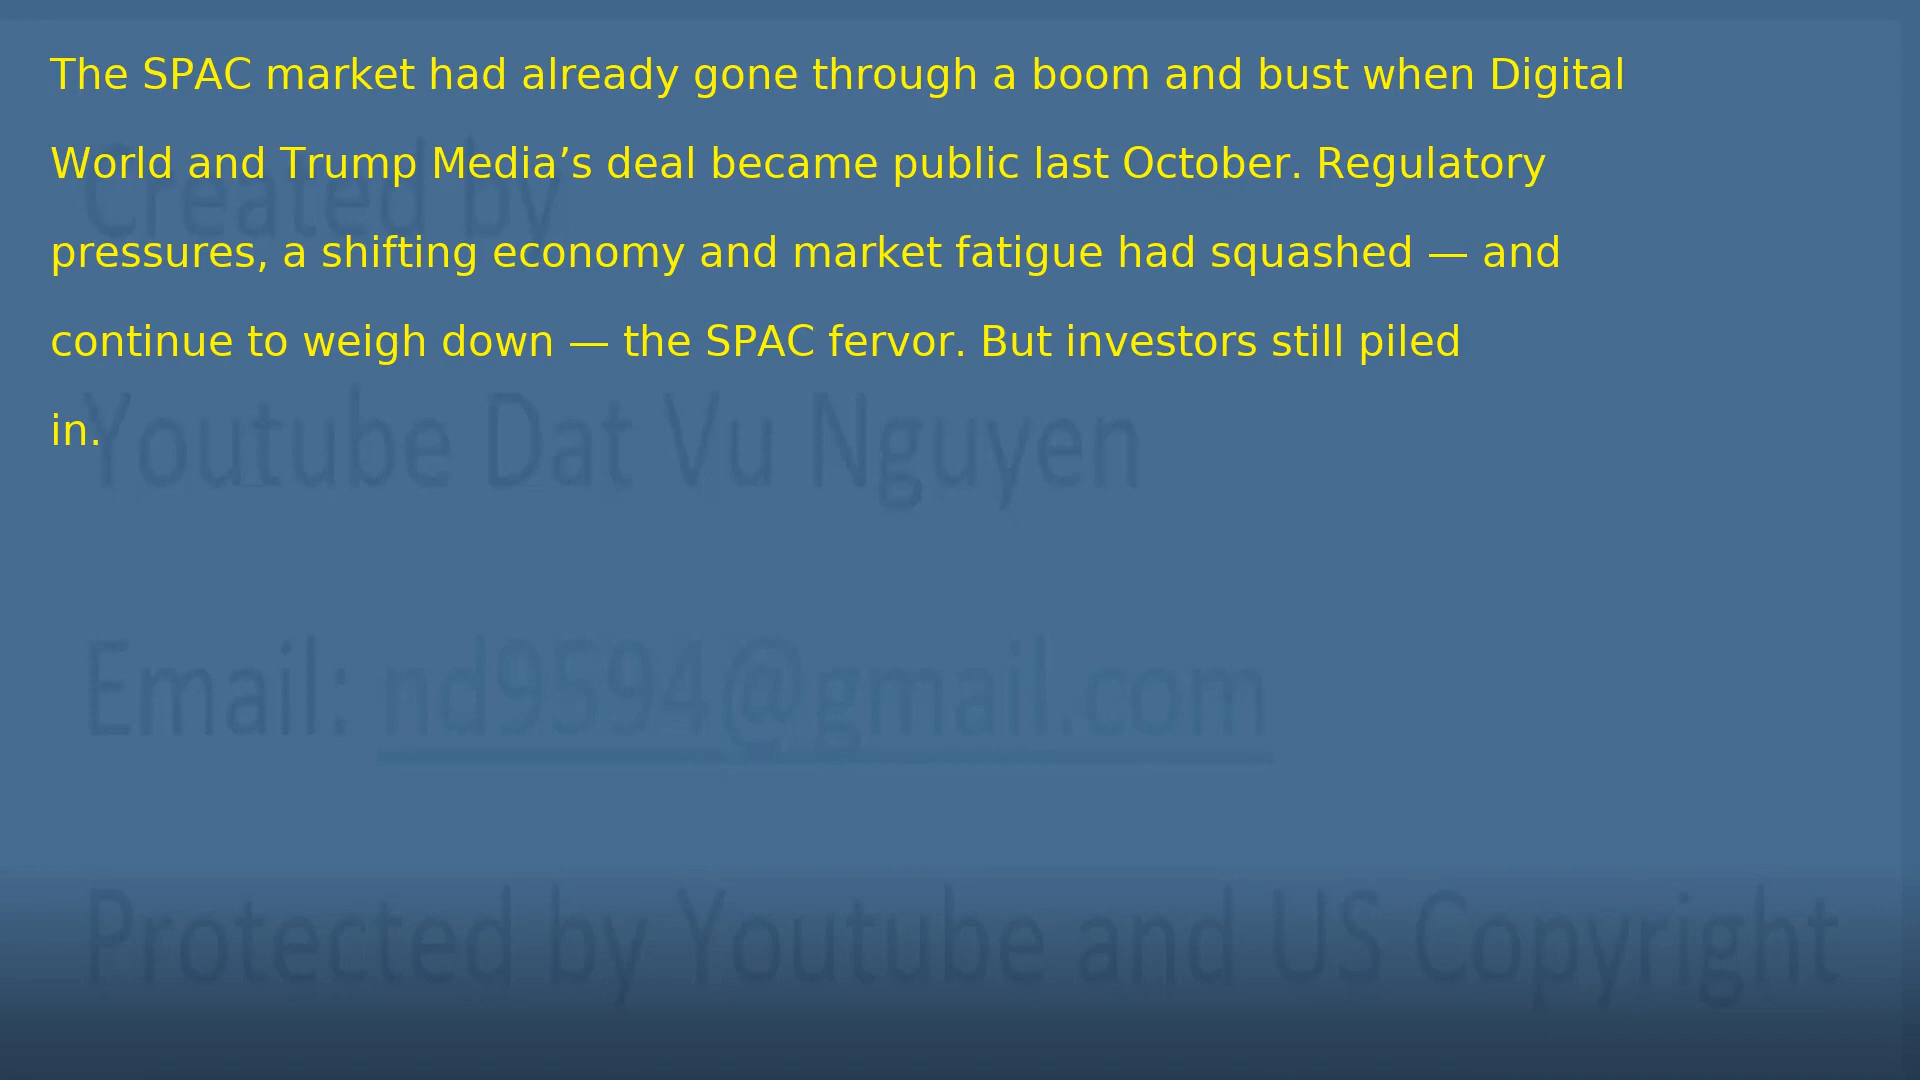 The SPAC market had already gone through a boom and bust when Digital
World and Trump Media’s deal became public last October. Regulatory
pressures, a shifting economy and market fatigue had squashed — and
continue to weigh down — the SPAC fervor. But investors still piled
in.
Created by
Youtube Dat Vu Nguyen
Email: nd9594@gmail.com
Protected by Youtube and US Copyright